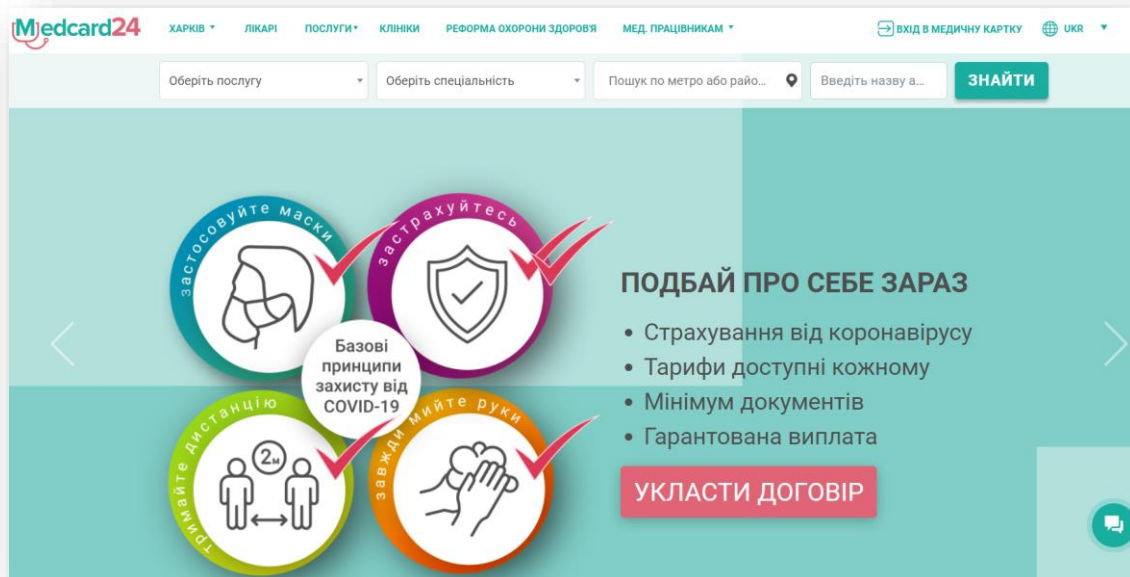 Medcard24
ХАРКІВ ЛІКАРІ ПОСЛУГИ КЛІНІКИ РЕФОРМА ОХОРОНИ ЗДОРОВ'Я МЕД. ПРАЦІВНИКАМ ВХІД В МЕДИЧНУ КАРТКУ UKR
Оберіть послугу Оберіть спеціальність Пошук по метро або райо... Введіть назву а... ЗНАЙТИ
застосовуйте маски
застрахуйтесь
Базові
принципи
захисту від
COVID-19
тримайте дистанцію
2м
завжди мийте руки
ПОДБАЙ ПРО СЕБЕ ЗАРАЗ
• Страхування від коронавірусу
• Тарифи доступні кожному
• Мінімум документів
• Гарантована виплата
УКЛАСТИ ДОГОВІР